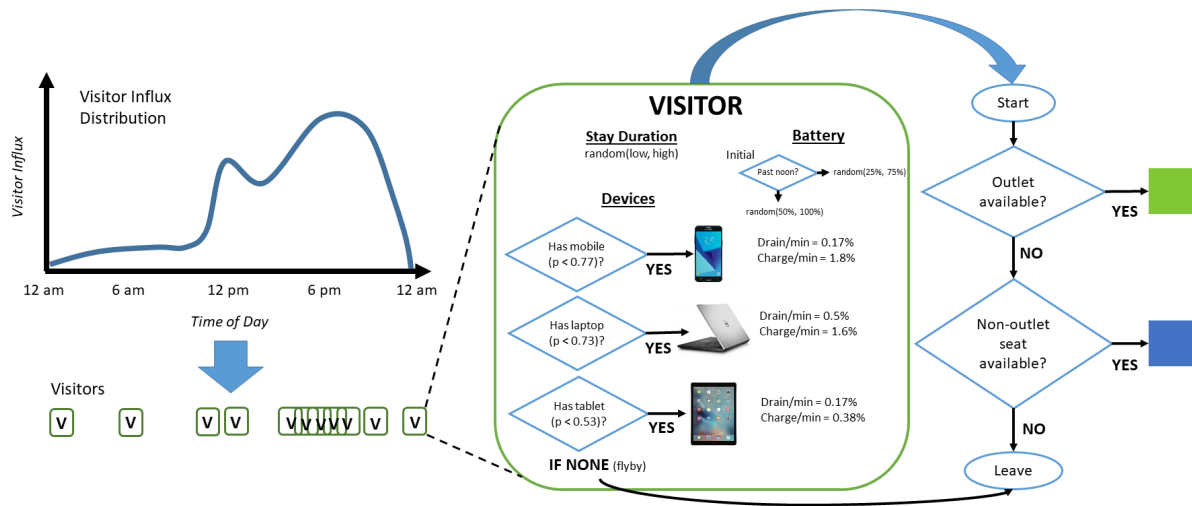 Visitor Influx
Distribution
Visitor Influx
12 am
6 am
12 pm
6 pm
12 am
Time of Day
Visitors
V
V
V
V
V
V
V
V
V
V
V
VISITOR
Stay Duration
random(low, high)
Battery
Initial
Past noon?
random(25%, 75%)
random(50%, 100%)
Devices
Has mobile
(p < 0.77)?
YES
Drain/min = 0.17%
Charge/min = 1.8%
Has laptop
(p < 0.73)?
YES
Drain/min = 0.5%
Charge/min = 1.6%
Has tablet
(p < 0.53)?
YES
Drain/min = 0.17%
Charge/min = 0.38%
IF NONE (flyby)
Start
Outlet
available?
YES
NO
Non-outlet
seat
available?
YES
NO
Leave